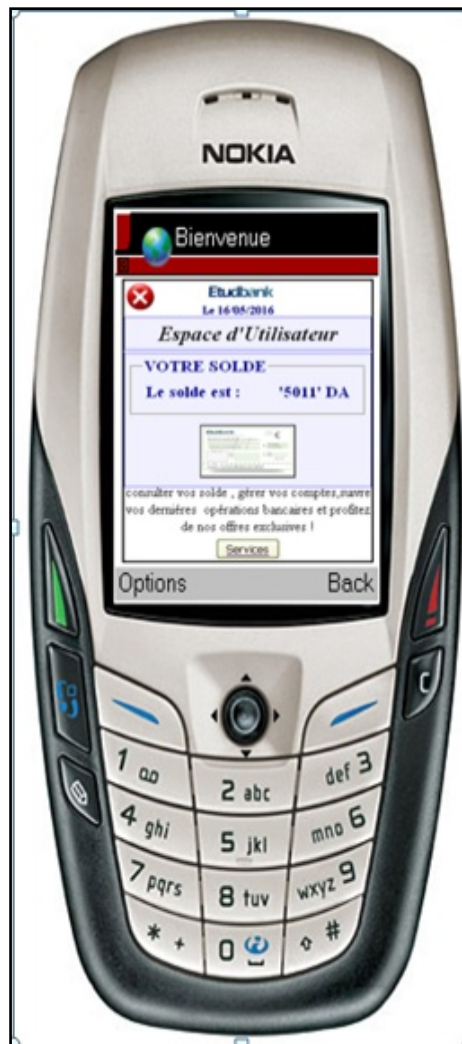 NOKIA
Bienvenue
Etudbank
Le 16/05/2016
Espace d'Utilisateur
VOTRE SOLDE
Le solde est : '5011' DA
consulter vos solde , gérer vos comptes,suivre
vos dernières opérations bancaires et profitez
de nos offres exclusives !
Services
Options Back
1
2 abc
def 3
4 ghi
5 jkl
mno 6
7 pqrs
8 tuv
wxyz 9
* +
0
#
C